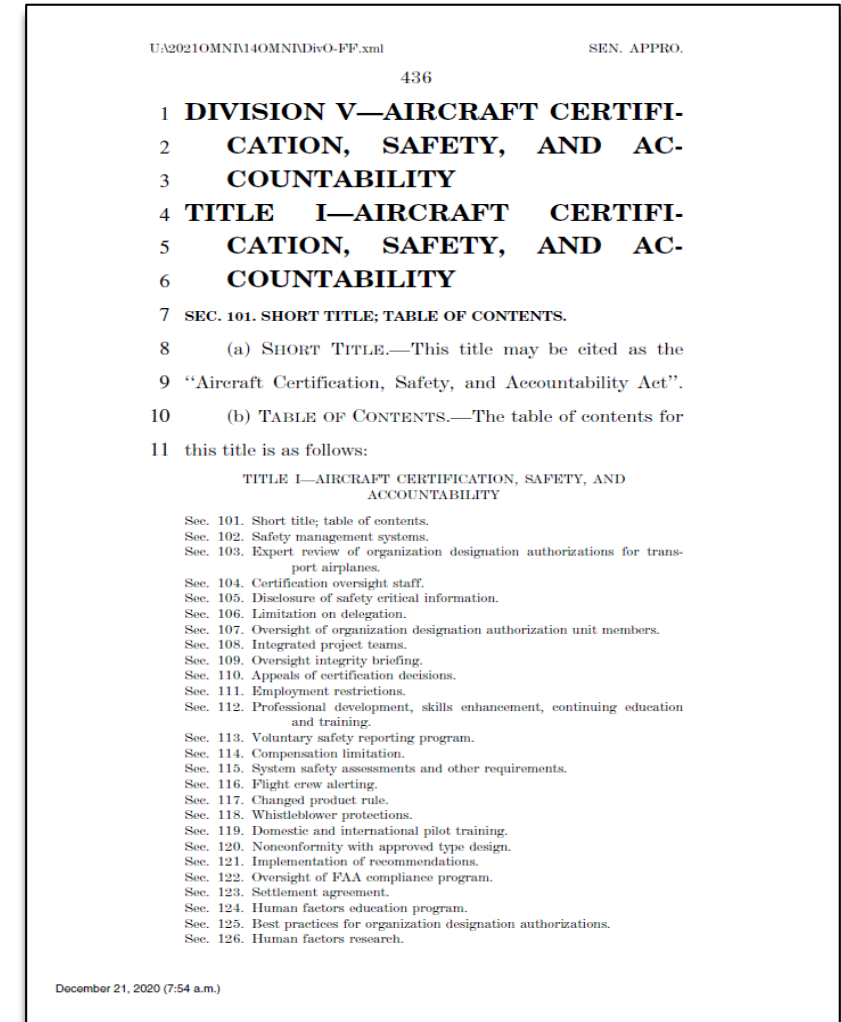 U:\2021OMNI\14OMNI\DivO-FF.xml SEN. APPRO.
436
1 DIVISION V—AIRCRAFT CERTIFI-
2 CATION, SAFETY, AND AC-
3 COUNTABILITY
4 TITLE I—AIRCRAFT CERTIFI-
5 CATION, SAFETY, AND AC-
6 COUNTABILITY
7 SEC. 101. SHORT TITLE; TABLE OF CONTENTS.
8 (a) SHORT TITLE.—This title may be cited as the
9 ‘‘Aircraft Certification, Safety, and Accountability Act’’.
10 (b) TABLE OF CONTENTS.—The table of contents for
11 this title is as follows:
TITLE I—AIRCRAFT CERTIFICATION, SAFETY, AND
ACCOUNTABILITY
Sec. 101. Short title; table of contents.
Sec. 102. Safety management systems.
Sec. 103. Expert review of organization designation authorizations for trans-
port airplanes.
Sec. 104. Certification oversight staff.
Sec. 105. Disclosure of safety critical information.
Sec. 106. Limitation on delegation.
Sec. 107. Oversight of organization designation authorization unit members.
Sec. 108. Integrated project teams.
Sec. 109. Oversight integrity briefing.
Sec. 110. Appeals of certification decisions.
Sec. 111. Employment restrictions.
Sec. 112. Professional development, skills enhancement, continuing education
and training.
Sec. 113. Voluntary safety reporting program.
Sec. 114. Compensation limitation.
Sec. 115. System safety assessments and other requirements.
Sec. 116. Flight crew alerting.
Sec. 117. Changed product rule.
Sec. 118. Whistleblower protections.
Sec. 119. Domestic and international pilot training.
Sec. 120. Nonconformity with approved type design.
Sec. 121. Implementation of recommendations.
Sec. 122. Oversight of FAA compliance program.
Sec. 123. Settlement agreement.
Sec. 124. Human factors education program.
Sec. 125. Best practices for organization designation authorizations.
Sec. 126. Human factors research.
December 21, 2020 (7:54 a.m.)